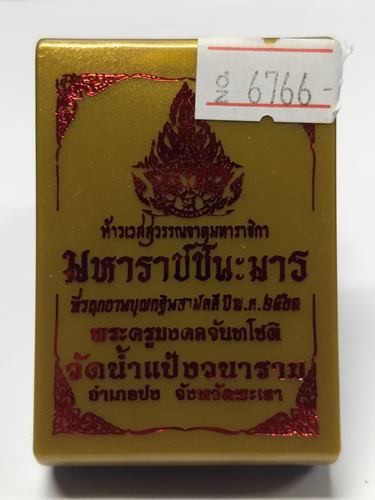 № 6766-
ท้าวเวสสุวรรณจาตุมหาราชิกา
มหาราชชนะมาร
ที่ระลึกงานบุญกฐินสามัคคี ปี พ.ศ.
พระครูมงคลจันทโชติ
วัดน้ำแป้งวนาราม
อำเภอปง จังหวัดพะเยา